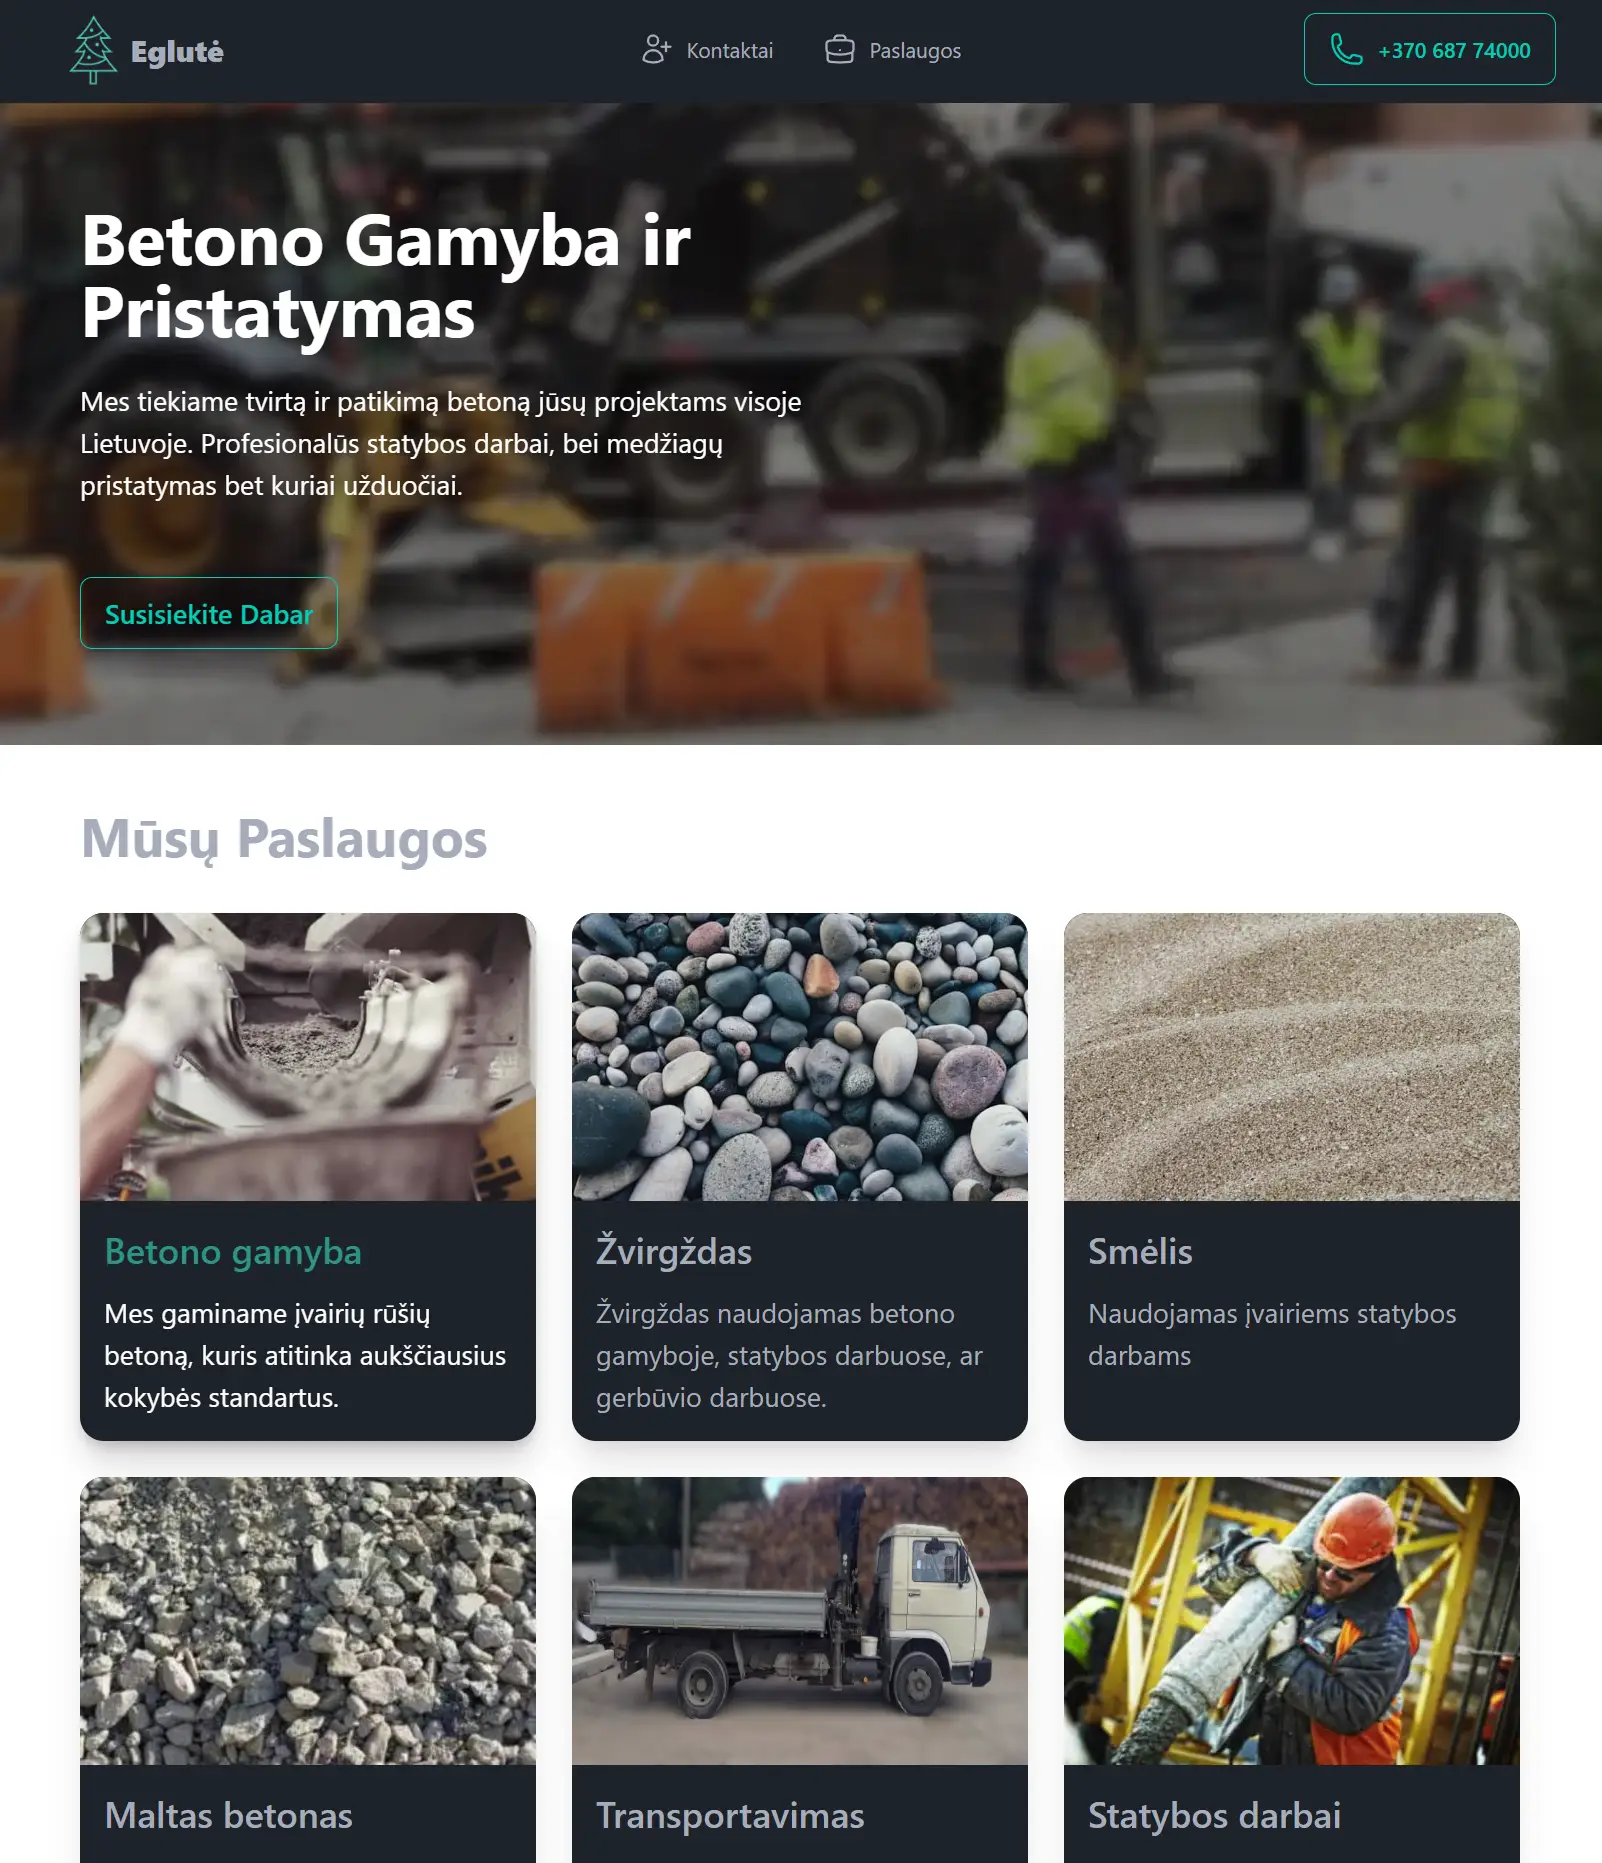 Eglutė
Kontaktai
Paslaugos
+370 687 74000
Betono Gamyba ir
Pristatymas
Mes tiekiame tvirtą ir patikimą betoną jūsų projektams visoje
Lietuvoje. Profesionalūs statybos darbai, bei medžiagų
pristatymas bet kuriai užduočiai.
Susisiekite Dabar
Mūsų Paslaugos
Betono gamyba
Mes gaminame įvairių rūšių
betoną, kuris atitinka aukščiausius
kokybės standartus.
Žvirgždas
Žvirgždas naudojamas betono
gamyboje, statybos darbuose, ar
gerbūvio darbuose.
Smėlis
Naudojamas įvairiems statybos
darbams
Maltas betonas
Transportavimas
Statybos darbai